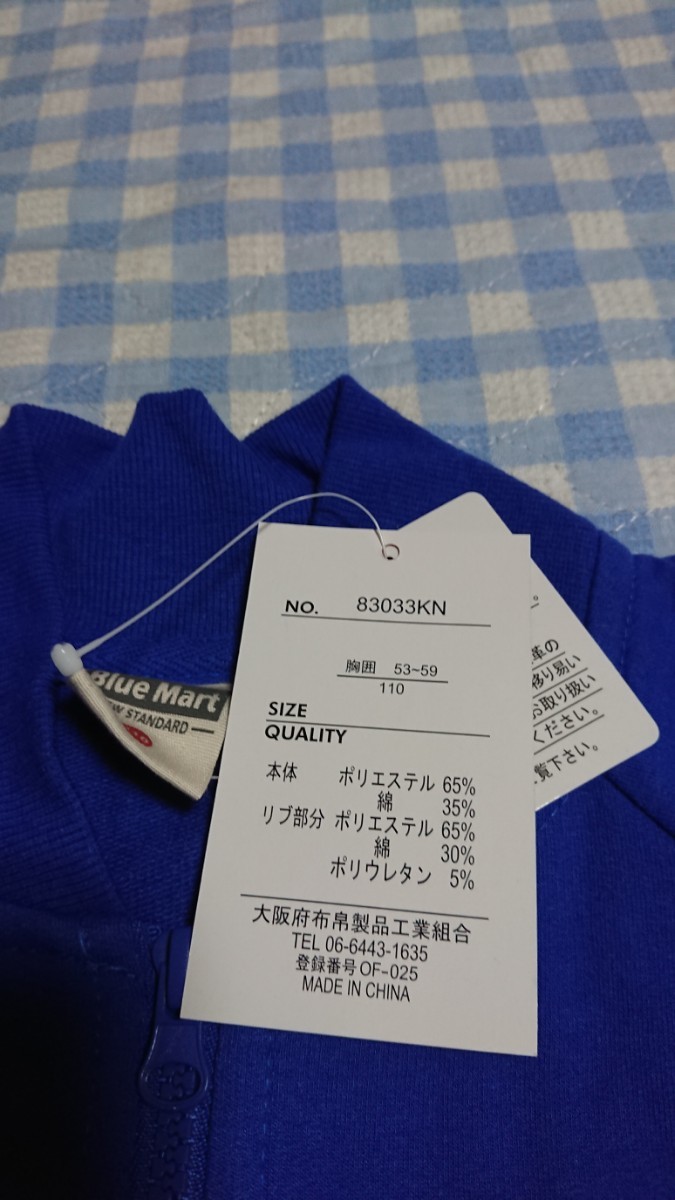 NO. 83033KN
胸囲 53~59
110
SIZE
QUALITY
本体 ポリエステル 65%
綿 35%
リブ部分 ポリエステル 65%
綿 30%
ポリウレタン 5%
大阪府布帛製品工業組合
TEL 06-6443-1635
登録番号OF-025
MADE IN CHINA
Blue Mart
STANDARD
革の
移り易い
お取り扱い
ください。
覧下さい。